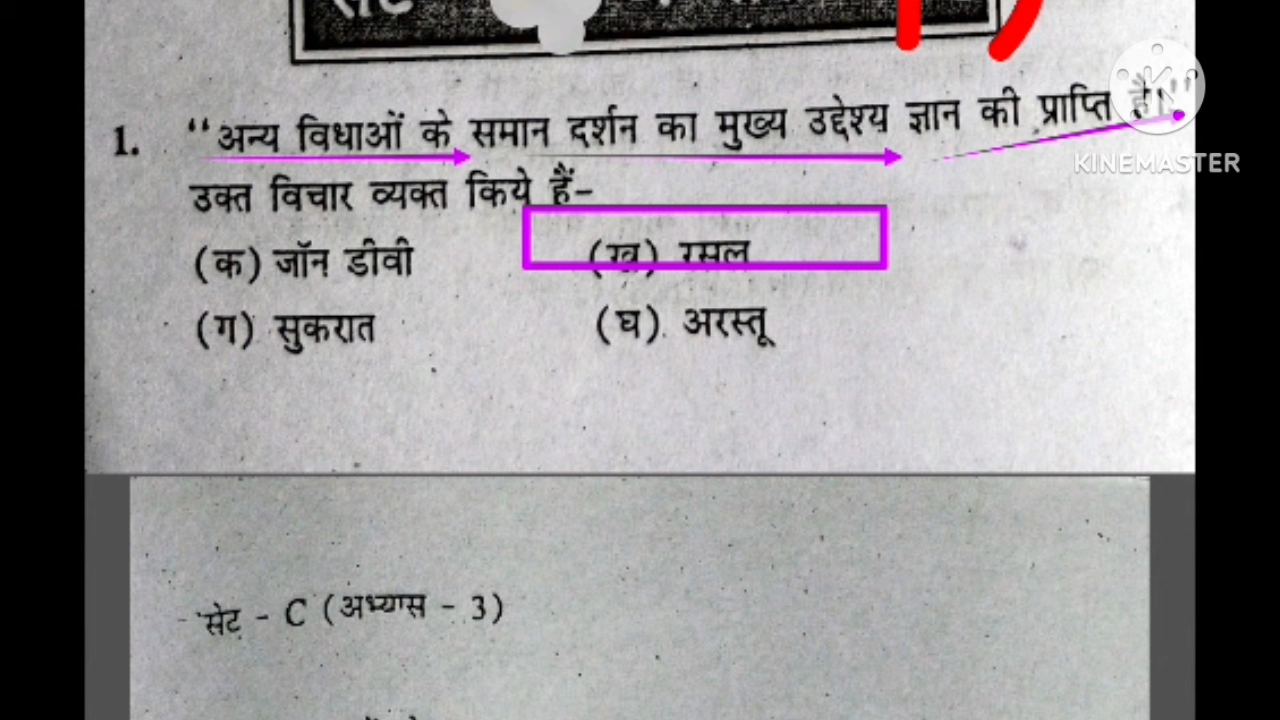 सेट
KINEMASTER
1. “अन्य विधाओं के समान दर्शन का मुख्य उद्देश्य ज्ञान की प्राप्ति है।”
उक्त विचार व्यक्त किये हैं–
(क) जॉन डीवी (ख) रसल
(ग) सुकरात (घ) अरस्तू
सेट - C (अभ्यास - 3)